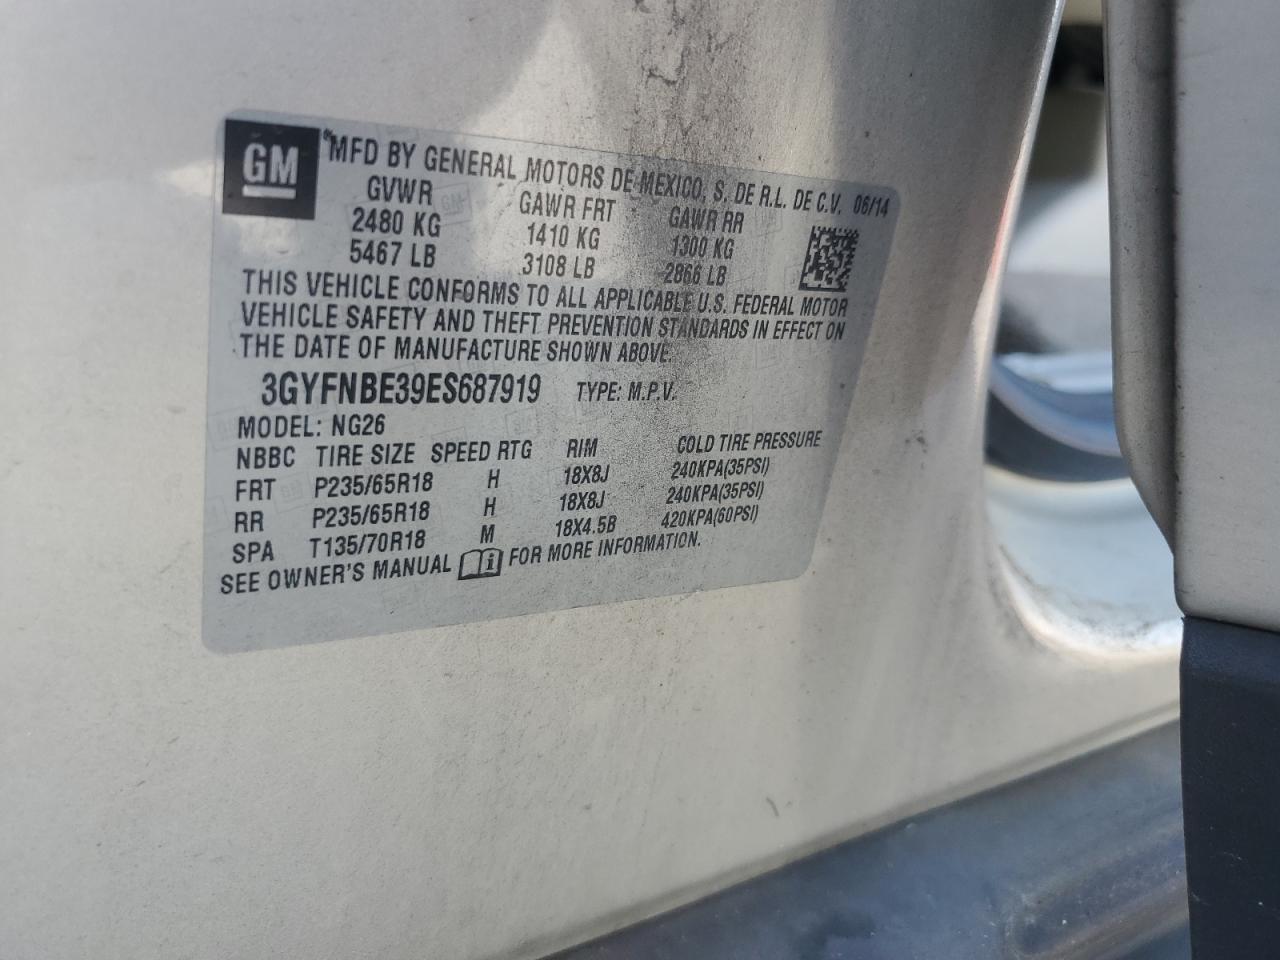 GM
®MFD BY GENERAL MOTORS DE MEXICO, S. DE R.L. DE C.V. 06/14
GVWR GAWR FRT GAWR RR
2480 KG 1410 KG 1300 KG
5467 LB 3108 LB 2866 LB
THIS VEHICLE CONFORMS TO ALL APPLICABLE U.S. FEDERAL MOTOR
VEHICLE SAFETY AND THEFT PREVENTION STANDARDS IN EFFECT ON
THE DATE OF MANUFACTURE SHOWN ABOVE.
3GYFNBE39ES687919 TYPE: M.P.V.
MODEL: NG26
NBBC TIRE SIZE SPEED RTG RIM COLD TIRE PRESSURE
FRT P235/65R18 H 18X8J 240KPA(35PSI)
RR P235/65R18 H 18X8J 240KPA(35PSI)
SPA T135/70R18 M 18X4.5B 420KPA(60PSI)
SEE OWNER'S MANUAL i FOR MORE INFORMATION.